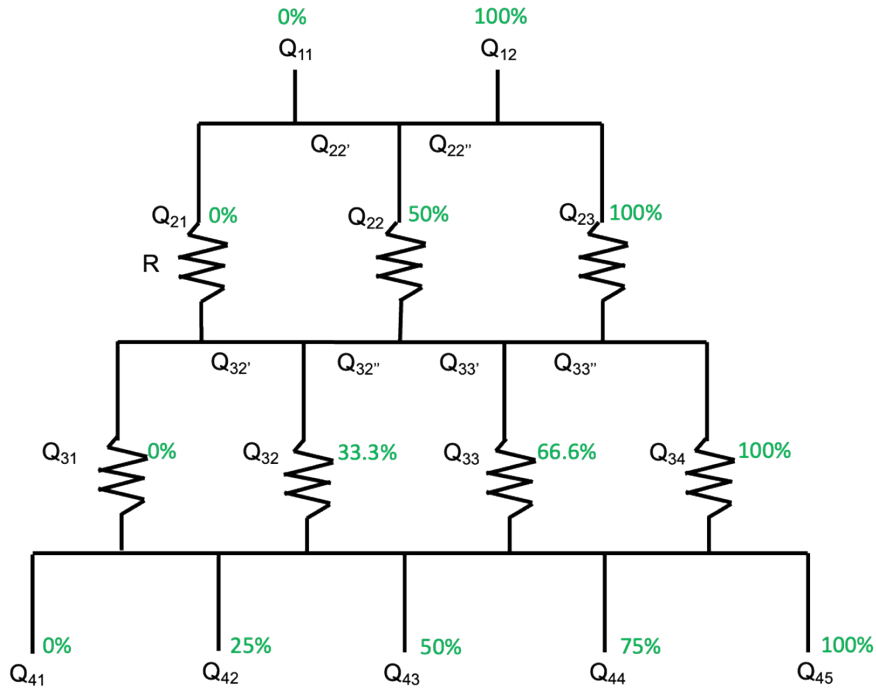 0% 100%
Q11 Q12
Q22' Q22"
Q21 0% Q22 50% Q23 100%
R
Q32' Q32" Q33' Q33"
Q31 0% Q32 33.3% Q33 66.6% Q34 100%
0% 25% 50% 75% 100%
Q41 Q42 Q43 Q44 Q45